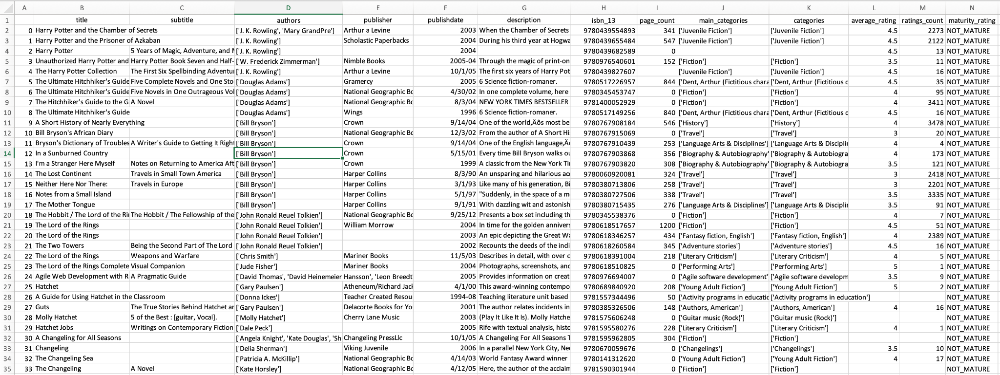 A B C D E F G H I J K L M N
1 title subtitle authors publisher publishdate description isbn_13 page_count main_categories categories average_rating ratings_count maturity_rating
2 0 Harry Potter and the Chamber of Secrets ['J. K. Rowling', 'Mary GrandPre'] Arthur a Levine 2003 When the Chamber of Secrets 9780439554893 341 ['Juvenile Fiction'] ['Juvenile Fiction'] 4.5 2273 NOT_MATURE
3 1 Harry Potter and the Prisoner of Azkaban ['J. K. Rowling'] Scholastic Paperbacks 2004 During his third year at Hogwa 9780439655484 547 ['Juvenile Fiction'] ['Juvenile Fiction'] 4.5 2122 NOT_MATURE
4 2 Harry Potter 5 Years of Magic, Adventure, and ['J. K. Rowling'] 2004 9780439682589 0 4.5 13 NOT_MATURE
5 3 Unauthorized Harry Potter and Harry Potter Book Seven and Half- ['W. Frederick Zimmerman'] Nimble Books 2005-04 Through the magic of print-on 9780976540601 152 ['Fiction'] ['Fiction'] 3.5 11 NOT_MATURE
6 4 The Harry Potter Collection The First Six Spellbinding Adventu ['J. K. Rowling'] Arthur a Levine 10/1/05 The first six years of Harry Pot 9780439827607 ['Juvenile Fiction'] ['Juvenile Fiction'] 4.5 16 NOT_MATURE
7 5 The Ultimate Hitchhiker's Guide Five Complete Novels and One Sto ['Douglas Adams'] Gramercy 2005 6 Science fiction-romaner. 9780517226957 844 ['Dent, Arthur (Fictitious chara ['Dent, Arthur (Fictitious c 4.5 35 NOT_MATURE
8 6 The Ultimate Hitchhiker's Guide Five Novels in One Outrageous Vol ['Douglas Adams'] National Geographic Bo 4/30/02 In one complete volume, here 9780345453747 0 ['Fiction'] ['Fiction'] 4 95 NOT_MATURE
9 7 The Hitchhiker's Guide to the G A Novel ['Douglas Adams'] National Geographic Bo 8/3/04 NEW YORK TIMES BESTSELLER 9781400052929 0 ['Fiction'] ['Fiction'] 4 3411 NOT_MATURE
10 8 The Ultimate Hitchhiker's Guide ['Douglas Adams'] Wings 1996 6 Science fiction-romaner. 9780517149256 840 ['Dent, Arthur (Fictitious chara ['Dent, Arthur (Fictitious c 4.5 16 NOT_MATURE
11 9 A Short History of Nearly Everything ['Bill Bryson'] Crown 9/14/04 One of the world‚Äôs most be 9780767908184 546 ['History'] ['History'] 4 3478 NOT_MATURE
12 10 Bill Bryson's African Diary ['Bill Bryson'] National Geographic Bo 12/3/02 From the author of A Short Hi 9780767915069 0 ['Travel'] ['Travel'] 3 20 NOT_MATURE
13 11 Bryson's Dictionary of Troubles A Writer's Guide to Getting It Right ['Bill Bryson'] Crown 9/14/04 One of the English language‚Äô 9780767910439 253 ['Language Arts & Disciplines'] ['Language Arts & Disciplin 4 4 NOT_MATURE
14 12 In a Sunburned Country ['Bill Bryson'] Crown 5/15/01 Every time Bill Bryson walks ou 9780767903868 356 ['Biography & Autobiography' ['Biography & Autobiogra 4 173 NOT_MATURE
15 13 I'm a Stranger Here Myself Notes on Returning to America Aft ['Bill Bryson'] Crown 1999 A classic from the New York Ti 9780767903820 308 ['Biography & Autobiography' ['Biography & Autobiogra 3.5 121 NOT_MATURE
16 14 The Lost Continent Travels in Small Town America ['Bill Bryson'] Harper Collins 8/3/90 An unsparing and hilarious acc 9780060920081 324 ['Travel'] ['Travel'] 3 2418 NOT_MATURE
17 15 Neither Here Nor There: Travels in Europe ['Bill Bryson'] Harper Collins 3/1/93 Like many of his generation, Bi 9780380713806 258 ['Travel'] ['Travel'] 3 2201 NOT_MATURE
18 16 Notes from a Small Island ['Bill Bryson'] Harper Collins 5/1/97 "Suddenly, in the space of a m 9780380727506 338 ['Travel'] ['Travel'] 3.5 3335 NOT_MATURE
19 17 The Mother Tongue ['Bill Bryson'] Harper Collins 9/1/91 With dazzling wit and astonish 9780380715435 276 ['Language Arts & Disciplines'] ['Language Arts & Disciplin 3.5 91 NOT_MATURE
20 18 The Hobbit / The Lord of the Rin The Hobbit / The Fellowship of the ['John Ronald Reuel Tolkien'] National Geographic Bo 9/25/12 Presents a box set including th 9780345538376 0 ['Fiction'] ['Fiction'] 4 7 NOT_MATURE
21 19 The Lord of the Rings ['John Ronald Reuel Tolkien'] William Morrow 2004 In time for the golden annivers 9780618517657 1200 ['Fiction'] ['Fiction'] 4.5 51 NOT_MATURE
22 20 The Lord of the Rings ['John Ronald Reuel Tolkien'] 2003 An epic depicting the Great Wa 9780618346257 434 ['Fantasy fiction, English'] ['Fantasy fiction, English'] 4 2389 NOT_MATURE
23 21 The Two Towers Being the Second Part of The Lord ['John Ronald Reuel Tolkien'] 2002 Recounts the deeds of the indi 9780618260584 345 ['Adventure stories'] ['Adventure stories'] 4.5 16 NOT_MATURE
24 22 The Lord of the Rings Weapons and Warfare ['Chris Smith'] Mariner Books 11/5/03 Describes in detail, with over c 9780618391004 218 ['Literary Criticism'] ['Literary Criticism'] 4 5 NOT_MATURE
25 23 The Lord of the Rings Complete Visual Companion ['Jude Fisher'] Mariner Books 2004 Photographs, screenshots, and 9780618510825 0 ['Performing Arts'] ['Performing Arts'] 5 1 NOT_MATURE
26 24 Agile Web Development with R A Pragmatic Guide ['David Thomas', 'David Heinemeier Hansson', 'Leon Breedt 2005 Provides information on creat 9780976694007 0 ['Agile software development' ['Agile software developm 3.5 9 NOT_MATURE
27 25 Hatchet ['Gary Paulsen'] Atheneum/Richard Jack 4/1/00 This award-winning contempo 9780689840920 208 ['Young Adult Fiction'] ['Young Adult Fiction'] 5 2 NOT_MATURE
28 26 A Guide for Using Hatchet in the Classroom ['Donna Ickes'] Teacher Created Resou 1994-08 Teaching literature unit based 9781557344496 50 ['Activity programs in educatio ['Activity programs in education'] NOT_MATURE
29 27 Guts The True Stories Behind Hatchet an ['Gary Paulsen'] Delacorte Books for Yo 2001 The author relates incidents in 9780385326506 148 ['Authors, American'] ['Authors, American'] 4 16 NOT_MATURE
30 28 Molly Hatchet 5 of the Best : [guitar, Vocal]. ['Molly Hatchet'] Cherry Lane Music 2003 (Play It Like It Is). Molly Hatche 9781575606248 0 ['Guitar music (Rock)'] ['Guitar music (Rock)'] NOT_MATURE
31 29 Hatchet Jobs Writings on Contemporary Fiction ['Dale Peck'] 2005 Rife with textual analysis, histo 9781595580276 228 ['Literary Criticism'] ['Literary Criticism'] 4 1 NOT_MATURE
32 30 A Changeling for All Seasons ['Angela Knight', 'Kate Douglas', 'Sh Changeling PressLlc 10/1/05 A Changeling For All Seasons T 9781595962805 304 ['Fiction'] ['Fiction'] NOT_MATURE
33 31 Changeling ['Delia Sherman'] Viking Juvenile 2006 In a parallel New York City, Ne 9780670059676 0 ['Changelings'] ['Changelings'] 3.5 10 NOT_MATURE
34 32 The Changeling Sea ['Patricia A. McKillip'] National Geographic Bo 4/14/03 World Fantasy Award winner 9780141312620 0 ['Young Adult Fiction'] ['Young Adult Fiction'] 4 17 NOT_MATURE
35 33 The Changeling A Novel ['Kate Horsley'] National Geographic Bo 4/12/05 Here, the author of the acclaim 9781590301944 0 ['Fiction'] ['Fiction'] NOT_MATURE